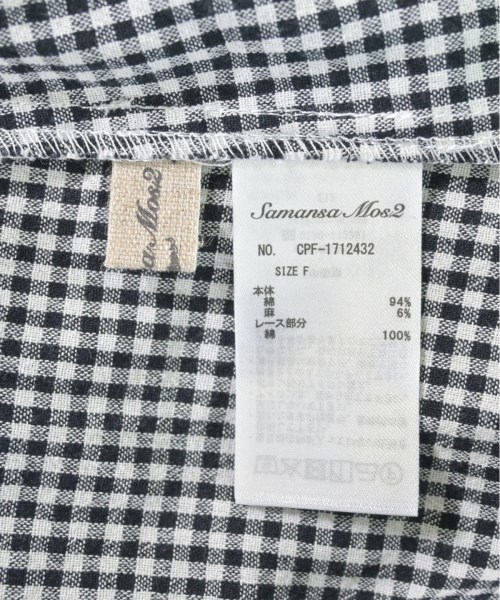 Samansa Mos2
NO. CPF-1712432
SIZE F
本体
綿 94%
麻 6%
レース部分
綿 100%
a Mos2